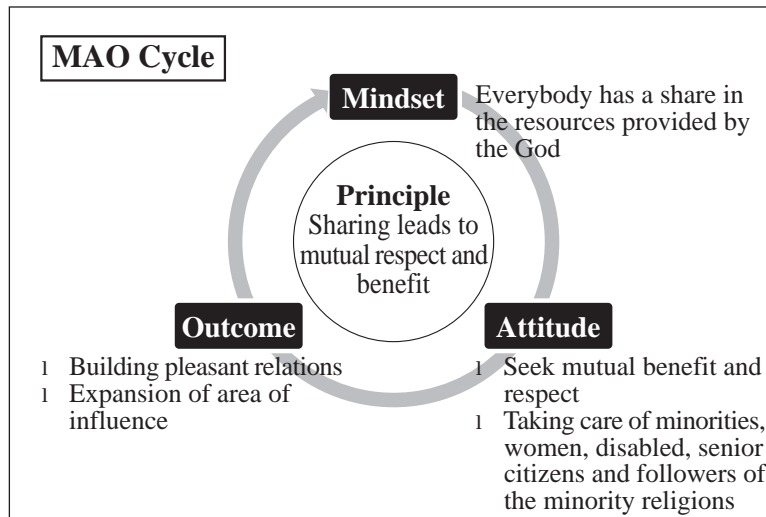 MAO Cycle
Mindset
Everybody has a share in
the resources provided by
the God
Principle
Sharing leads to
mutual respect and
benefit
Outcome
l Building pleasant relations
l Expansion of area of
influence
Attitude
l Seek mutual benefit and
respect
l Taking care of minorities,
women, disabled, senior
citizens and followers of
the minority religions